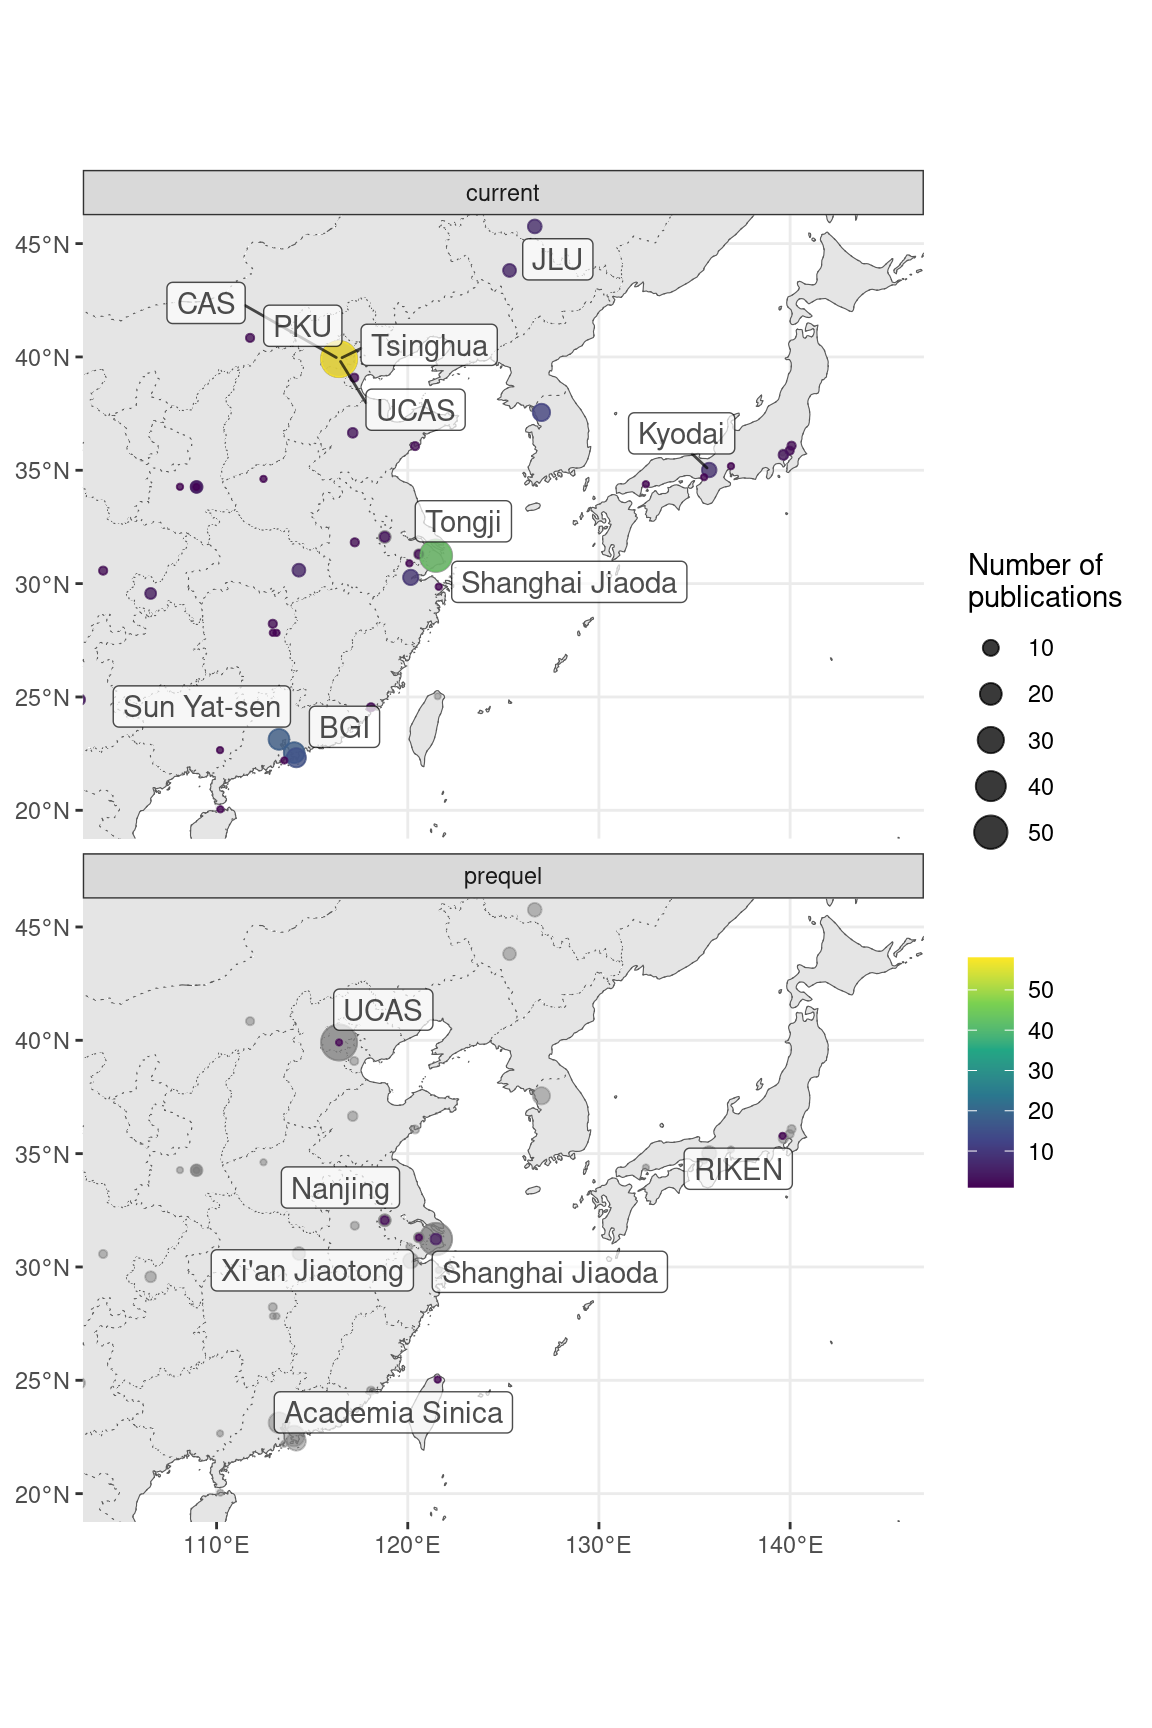 current
45°N
40°N
35°N
30°N
25°N
20°N
JLU
CAS
PKU
Tsinghua
UCAS
Kyodai
Tongji
Shanghai Jiaoda
Sun Yat-sen
BGI
prequel
45°N
40°N
35°N
30°N
25°N
20°N
UCAS
RIKEN
Nanjing
Xi'an Jiaotong
Shanghai Jiaoda
Academia Sinica
110°E
120°E
130°E
140°E
Number of
publications
10
20
30
40
50
50
40
30
20
10